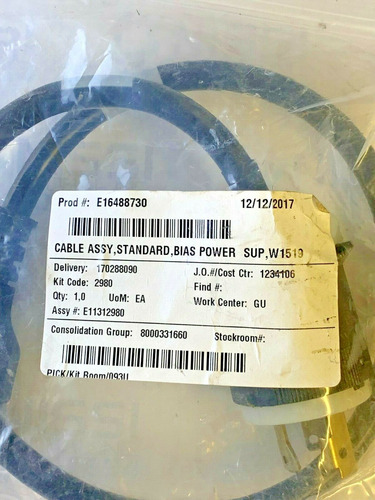 Prod #: E16488730 12/12/2017
CABLE ASSY,STANDARD,BIAS POWER SUP,W1519
Delivery: 170288090 J.O.#/Cost Ctr: 1234106
Kit Code: 2980 Find #:
Qty: 1,0 UoM: EA Work Center: GU
Assy #: E11312980
Consolidation Group: 8000331660 Stockroom#:
PICK/Kit Room/093U